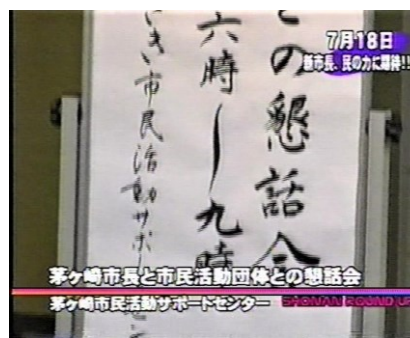 7月18日
新市長、民の力に期待!!
との懇話会
六時〜九時
市民活動サポー
茅ヶ崎市長と市民活動団体との懇話会
茅ヶ崎市民活動サポートセンター
SHONAN ROUND UP